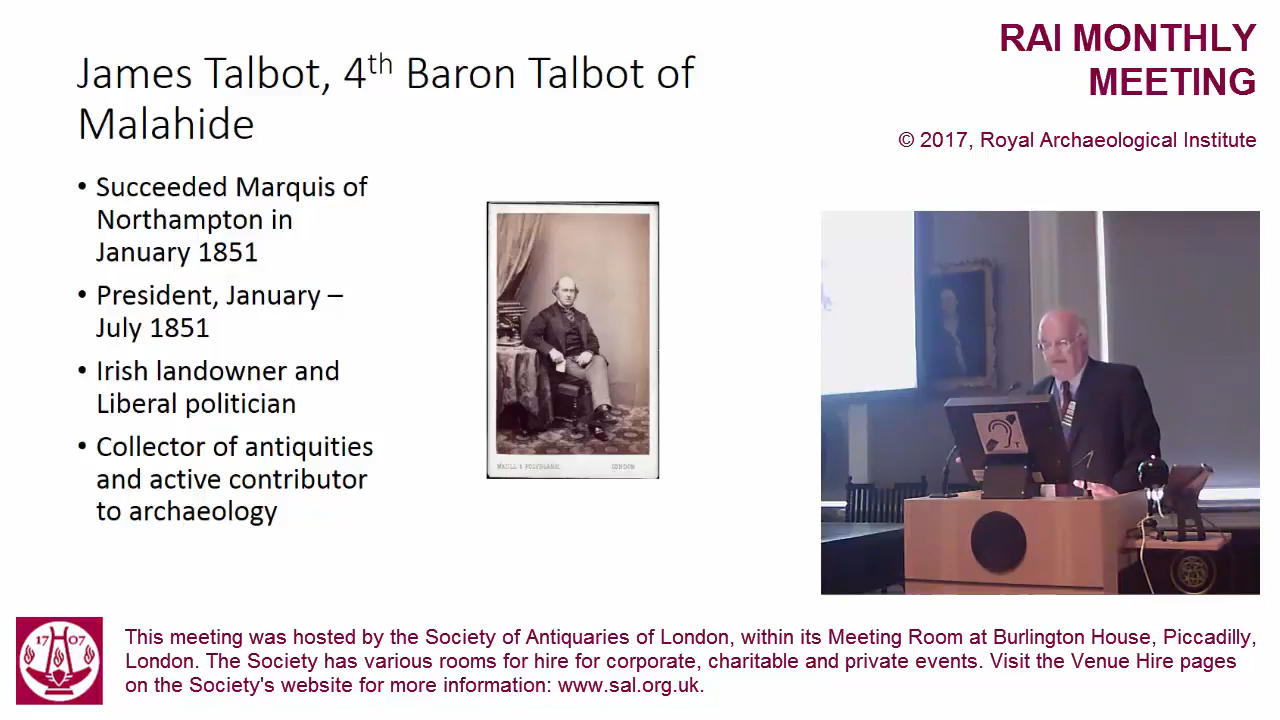 James Talbot, 4th Baron Talbot of
Malahide
• Succeeded Marquis of
Northampton in
January 1851
• President, January –
July 1851
• Irish landowner and
Liberal politician
• Collector of antiquities
and active contributor
to archaeology
MAULL & POLYBLANK.
LONDON
RAI MONTHLY
MEETING
© 2017, Royal Archaeological Institute
T
17 07
This meeting was hosted by the Society of Antiquaries of London, within its Meeting Room at Burlington House, Piccadilly,
London. The Society has various rooms for hire for corporate, charitable and private events. Visit the Venue Hire pages
on the Society's website for more information: www.sal.org.uk.